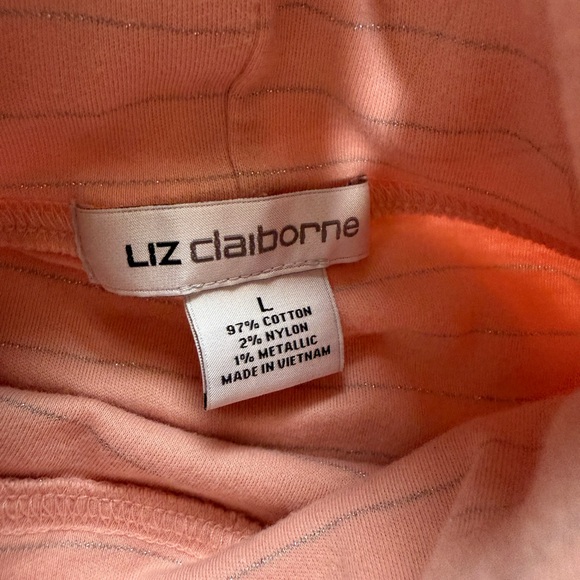 LIZ claiborne
L
97% COTTON
2% NYLON
1% METALLIC
MADE IN VIETNAM